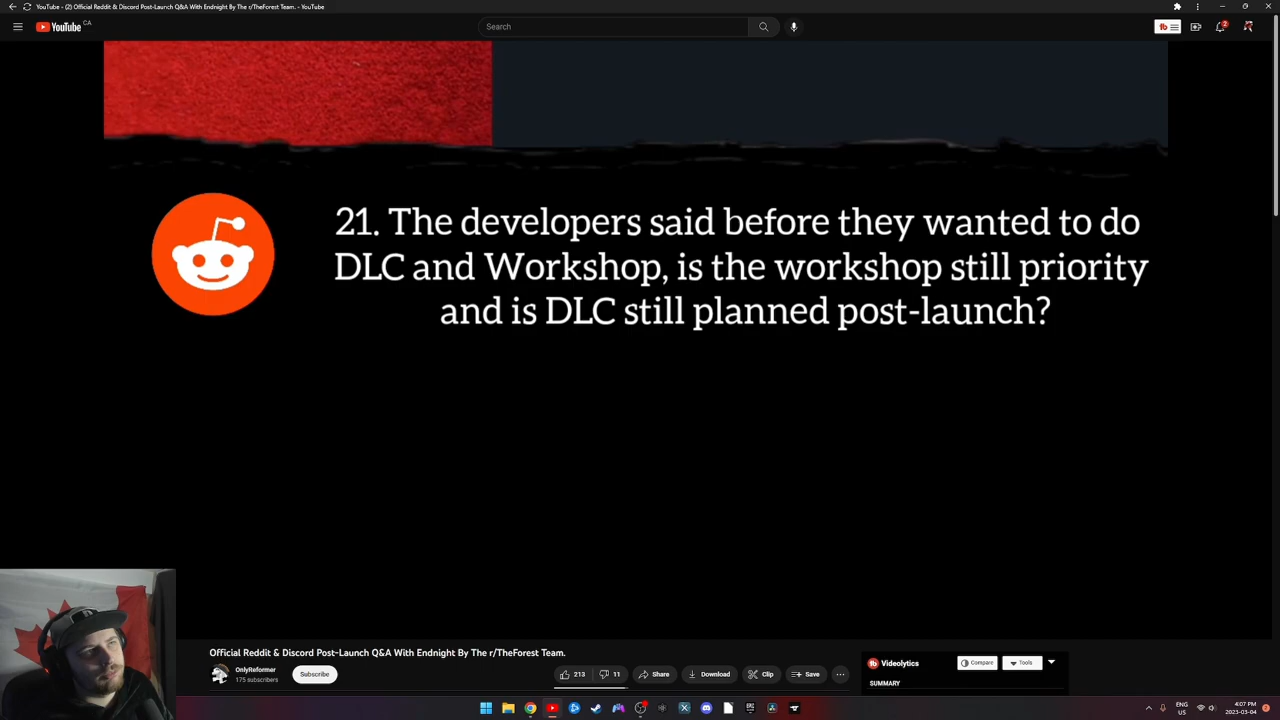 YouTube - (2) Official Reddit & Discord Post-Launch Q&A With Endnight By The r/TheForest Team. - YouTube
YouTube CA
Search
2
21. The developers said before they wanted to do
DLC and Workshop, is the workshop still priority
and is DLC still planned post-launch?
Official Reddit & Discord Post-Launch Q&A With Endnight By The r/TheForest Team.
OnlyReformer
175 subscribers
Subscribe
213
11
Share
Download
Clip
Save
Videolytics
Compare
Tools
SUMMARY
ENG
US
4:07 PM
2023-03-04